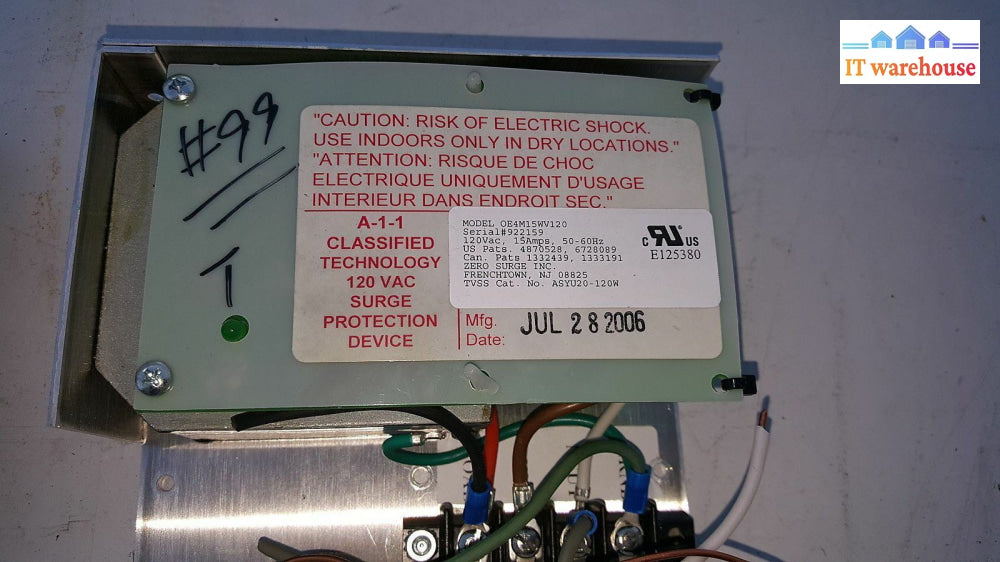 IT warehouse
#99
T
"CAUTION: RISK OF ELECTRIC SHOCK.
USE INDOORS ONLY IN DRY LOCATIONS."
"ATTENTION: RISQUE DE CHOC
ELECTRIQUE UNIQUEMENT D'USAGE
INTERIEUR DANS ENDROIT SEC."
A-1-1
CLASSIFIED
TECHNOLOGY
120 VAC
SURGE
PROTECTION
DEVICE
MODEL OE4M15WV120
Serial#922159
120Vac, 15Amps, 50-60Hz
US Pats. 4870528, 6728089
Can. Pats 1332439, 1333191
ZERO SURGE INC.
FRENCHTOWN, NJ 08825
TVSS Cat. No. ASYU20-120W
C RU US
E125380
Mfg.
Date:
JUL 28 2006